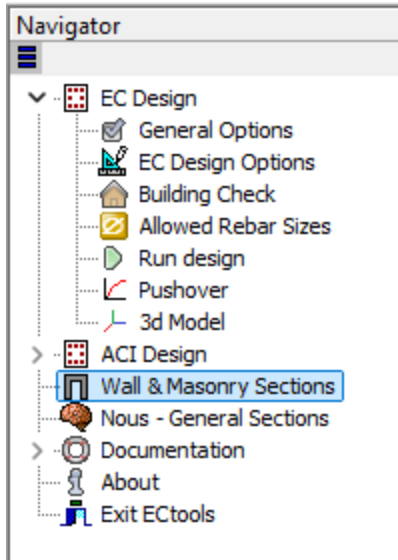 Navigator
EC Design
General Options
EC Design Options
Building Check
Allowed Rebar Sizes
Run design
Pushover
3d Model
ACI Design
Wall & Masonry Sections
Nous - General Sections
Documentation
About
Exit ECtools